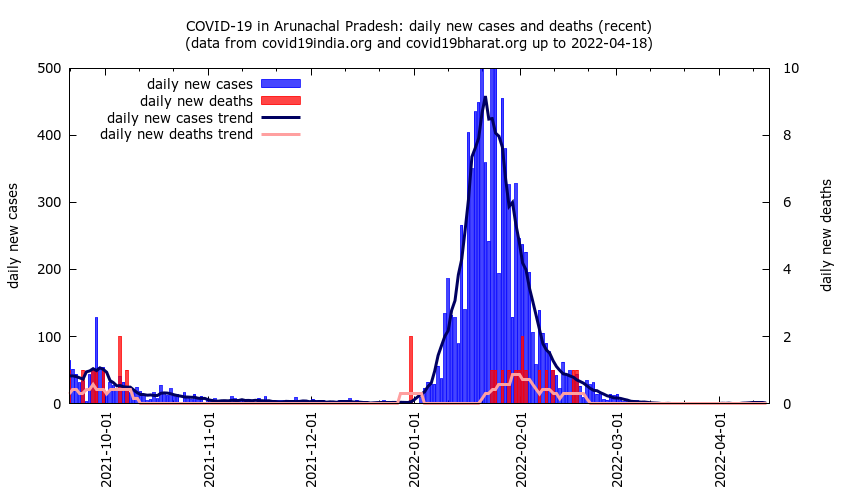 COVID-19 in Arunachal Pradesh: daily new cases and deaths (recent)
(data from covid19india.org and covid19bharat.org up to 2022-04-18)
daily new cases
daily new deaths
daily new cases trend
daily new deaths trend
500
400
300
200
100
0
10
8
6
4
2
0
daily new cases
daily new deaths
2021-10-01
2021-11-01
2021-12-01
2022-01-01
2022-02-01
2022-03-01
2022-04-01